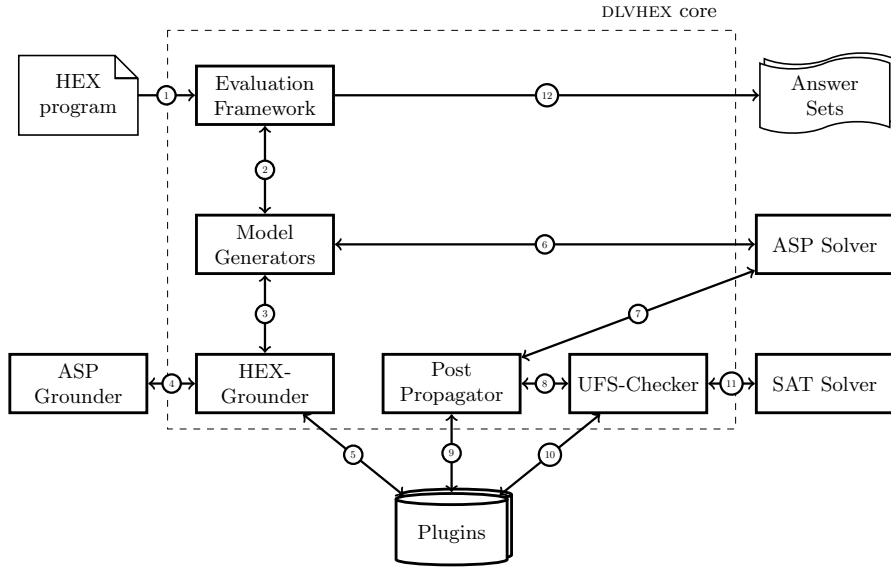 DLVHEX core
HEX
program
1
Evaluation
Framework
12
Answer
Sets
2
Model
Generators
6
ASP Solver
3
7
ASP
Grounder
4
HEX-
Grounder
Post
Propagator
8
UFS-Checker
11
SAT Solver
5
9
10
Plugins